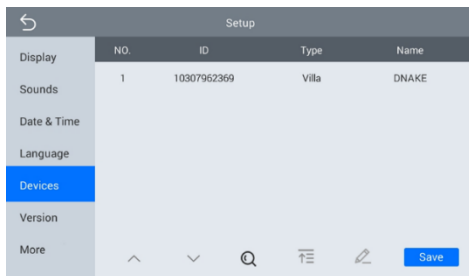 Setup
Display
Sounds
Date & Time
Language
Devices
Version
More
NO. ID Type Name
1 10307962369 Villa DNAKE
Save